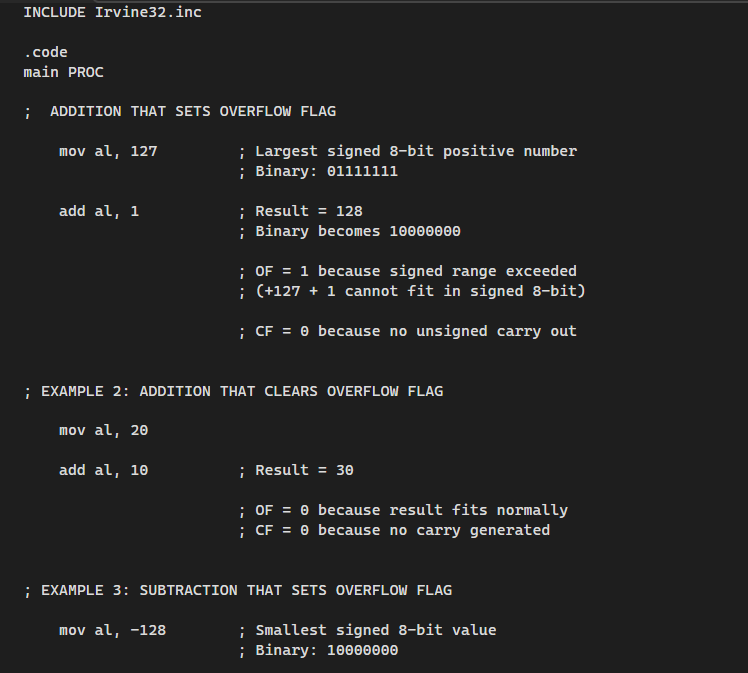 INCLUDE Irvine32.inc
.code
main PROC
;  ADDITION THAT SETS OVERFLOW FLAG
    mov al, 127         ; Largest signed 8-bit positive number
                        ; Binary: 01111111
    add al, 1           ; Result = 128
                        ; Binary becomes 10000000
                        ; OF = 1 because signed range exceeded
                        ; (+127 + 1 cannot fit in signed 8-bit)
                        ; CF = 0 because no unsigned carry out
; EXAMPLE 2: ADDITION THAT CLEARS OVERFLOW FLAG
    mov al, 20
    add al, 10          ; Result = 30
                        ; OF = 0 because result fits normally
                        ; CF = 0 because no carry generated
; EXAMPLE 3: SUBTRACTION THAT SETS OVERFLOW FLAG
    mov al, -128        ; Smallest signed 8-bit value
                        ; Binary: 10000000